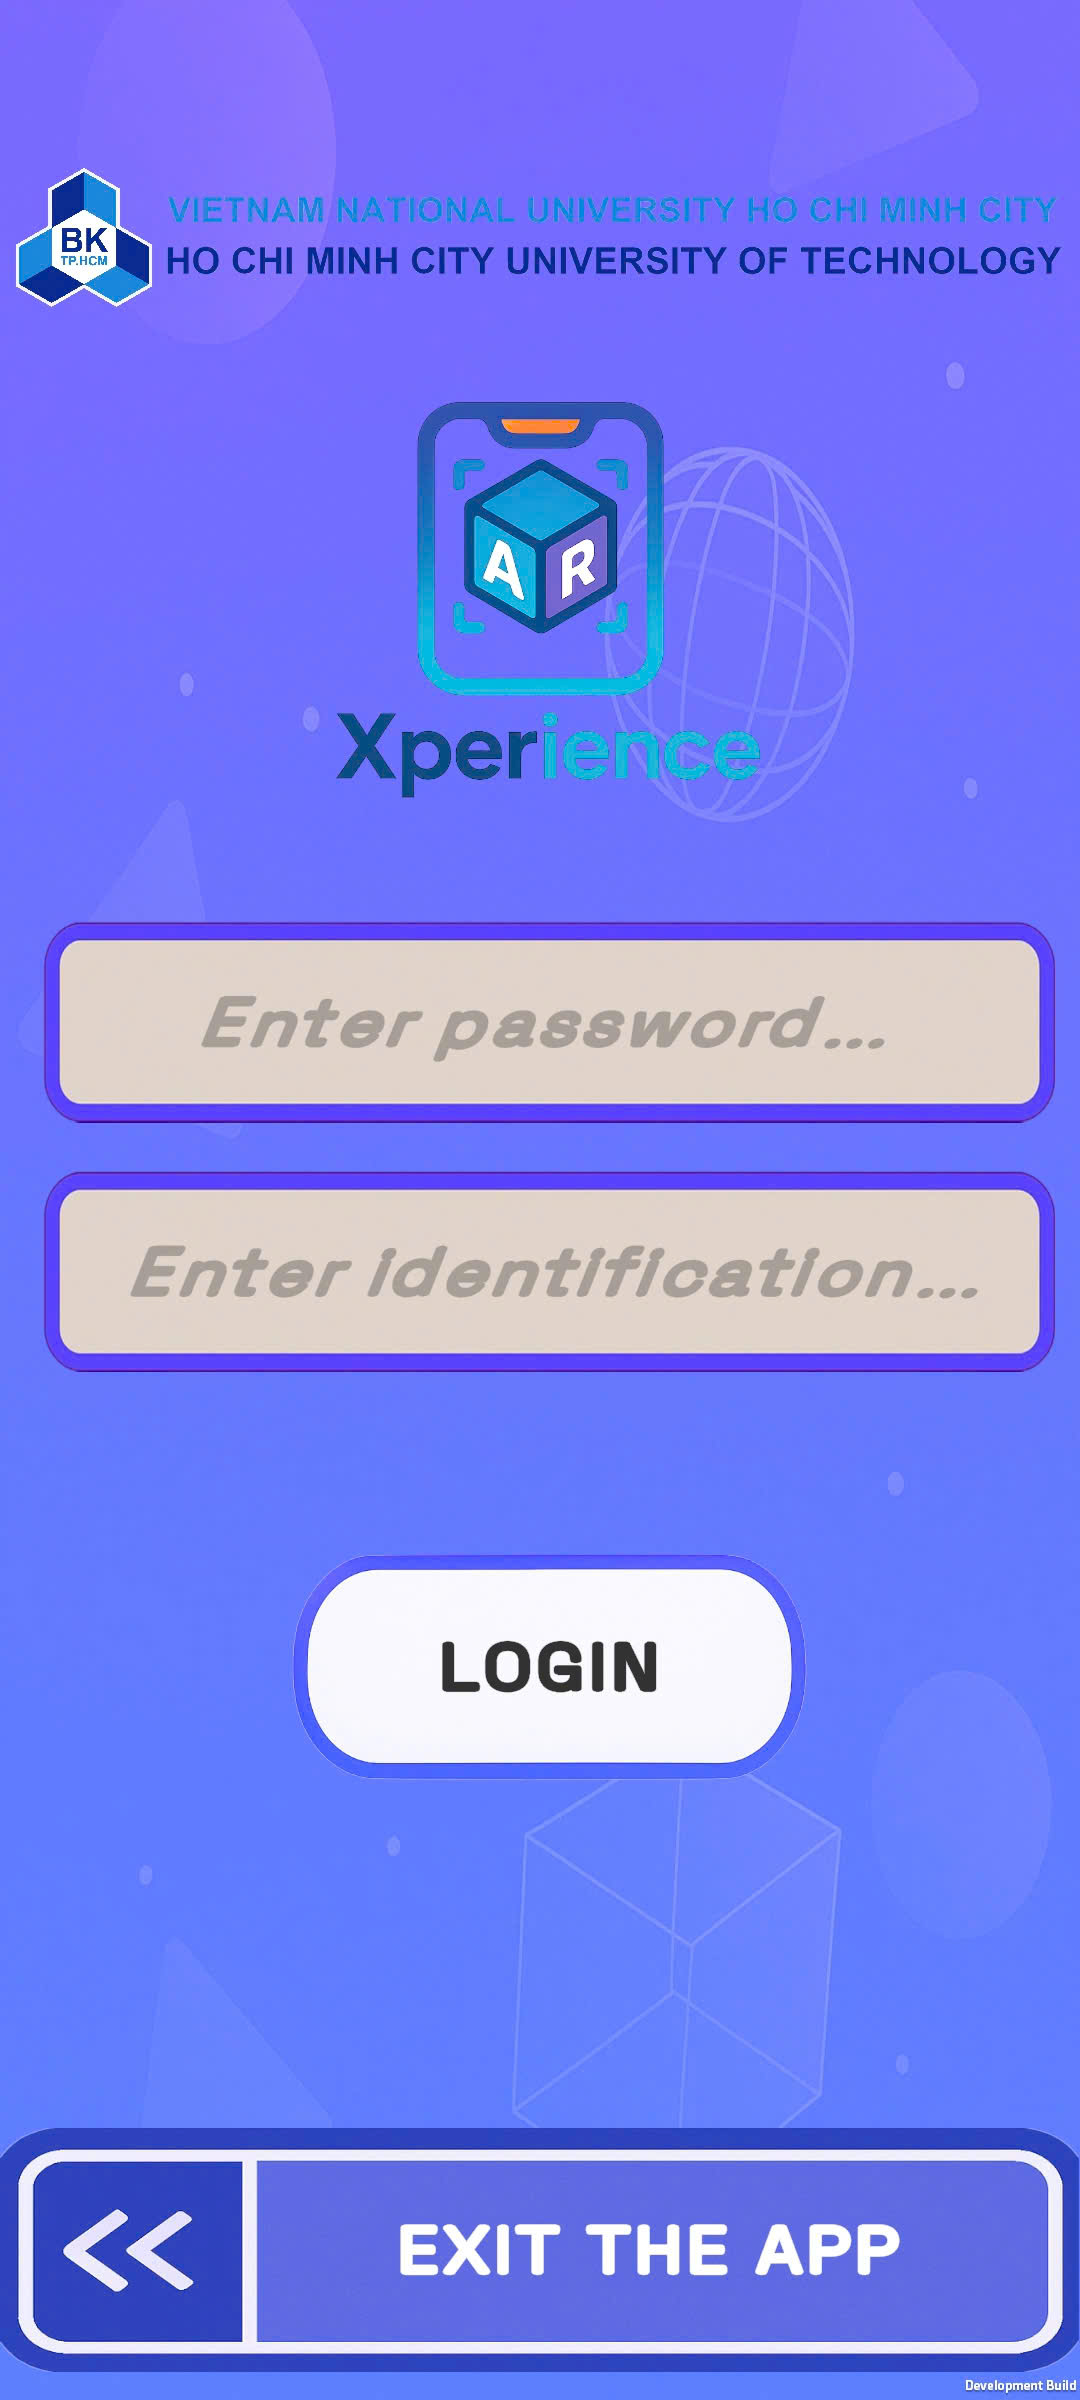 BK
TP.HCM
VIETNAM NATIONAL UNIVERSITY HO CHI MINH CITY
HO CHI MINH CITY UNIVERSITY OF TECHNOLOGY
A R
Xperience
Enter password...
Enter identification...
LOGIN
<< EXIT THE APP
Development Build